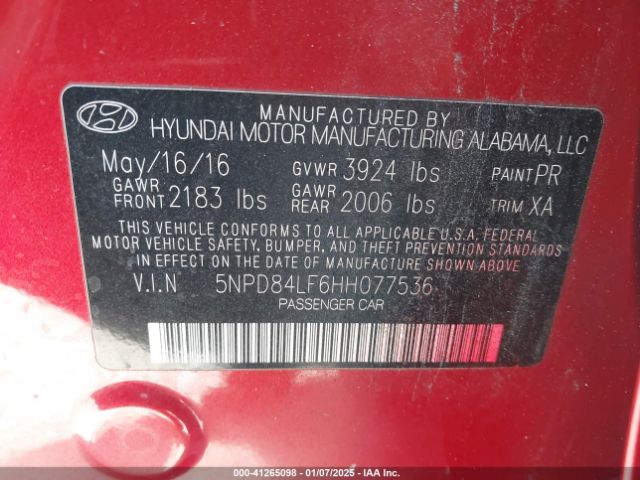 MANUFACTURED BY
HYUNDAI MOTOR MANUFACTURING ALABAMA, LLC
May/16/16 GVWR 3924 lbs PAINT PR
GAWR FRONT 2183 lbs GAWR REAR 2006 lbs TRIM XA
THIS VEHICLE CONFORMS TO ALL APPLICABLE U.S.A. FEDERAL
MOTOR VEHICLE SAFETY, BUMPER, AND THEFT PREVENTION STANDARDS
IN EFFECT ON THE DATE OF MANUFACTURE SHOWN ABOVE.
V.I.N 5NPD84LF6HH077536
PASSENGER CAR
© STOCK: 41265098 - 01/07/2025 - IAA, Inc.